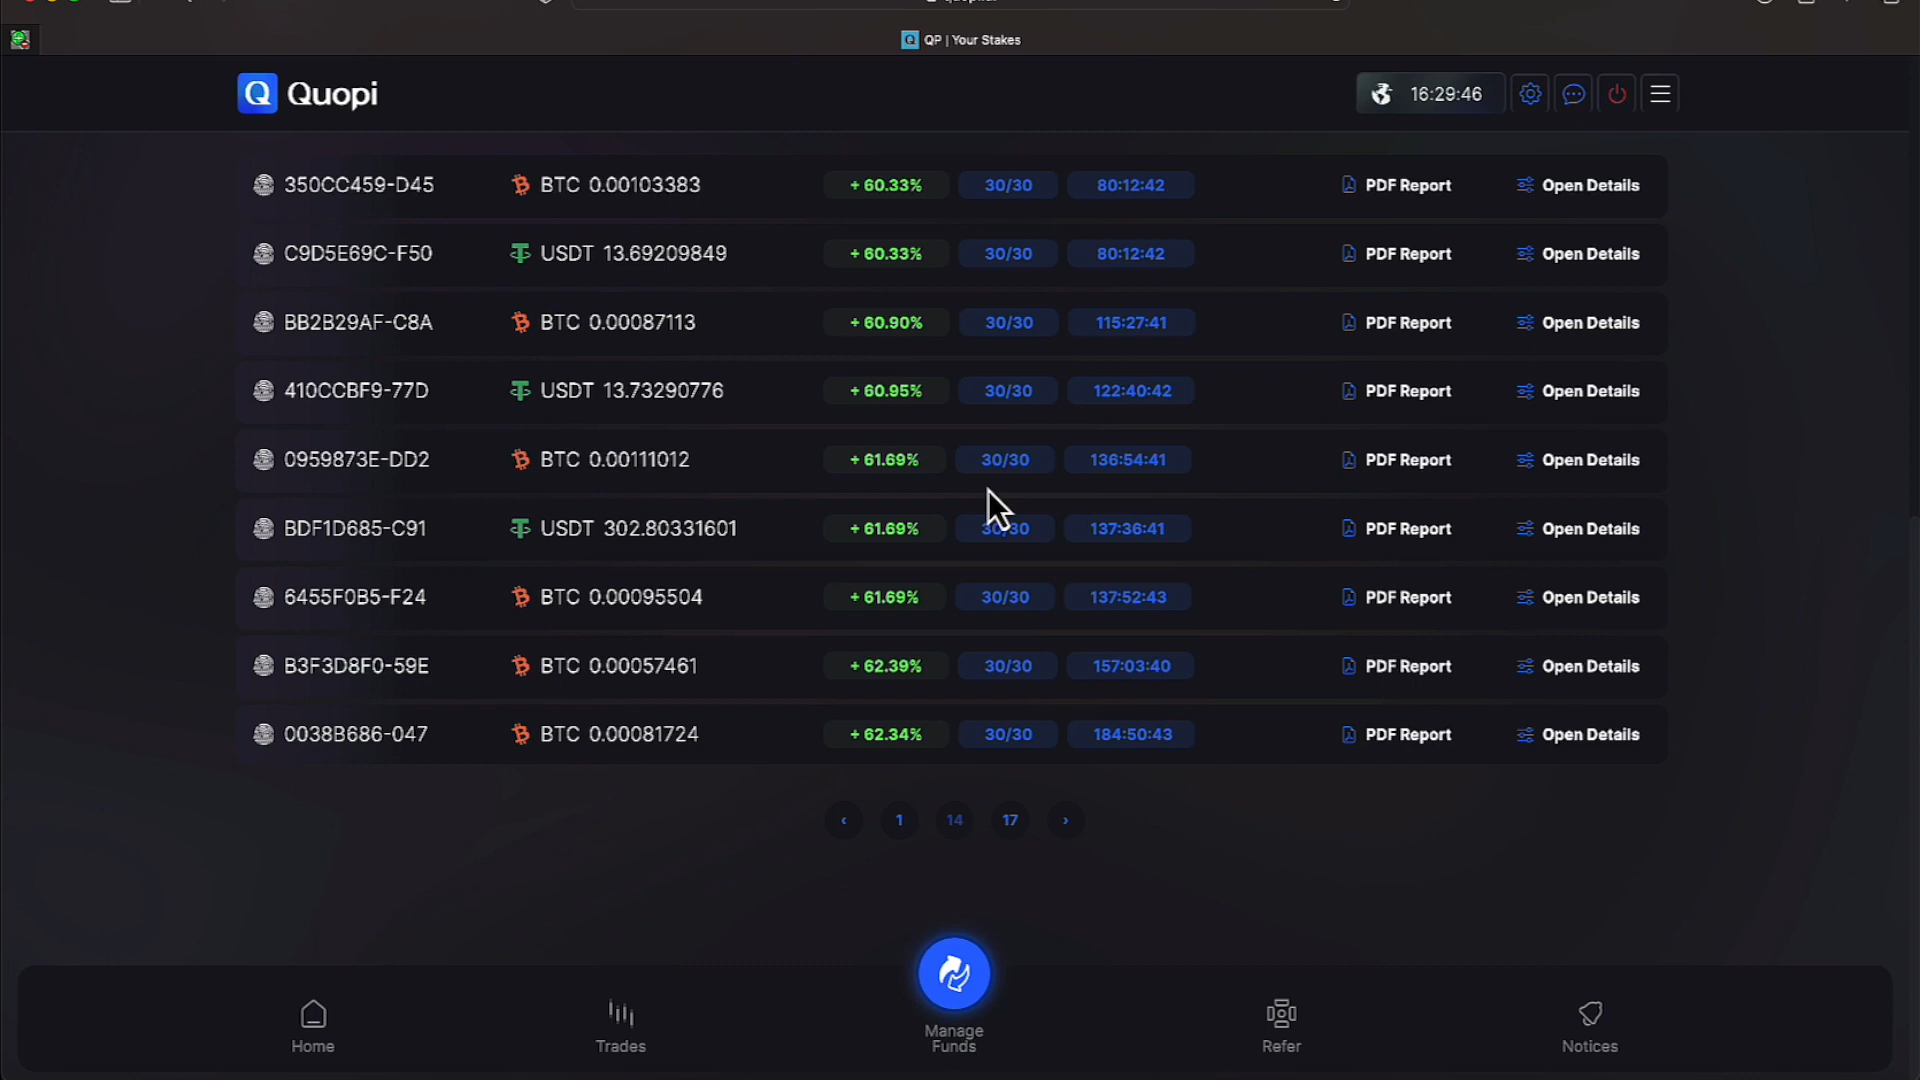 QP | Your Stakes
Quopi
16:29:46
350CC459-D45 BTC 0.00103383 + 60.33% 30/30 80:12:42 PDF Report Open Details
C9D5E69C-F50 USDT 13.69209849 + 60.33% 30/30 80:12:42 PDF Report Open Details
BB2B29AF-C8A BTC 0.00087113 + 60.90% 30/30 115:27:41 PDF Report Open Details
410CCBF9-77D USDT 13.73290776 + 60.95% 30/30 122:40:42 PDF Report Open Details
0959873E-DD2 BTC 0.00111012 + 61.69% 30/30 136:54:41 PDF Report Open Details
BDF1D685-C91 USDT 302.80331601 + 61.69% 30/30 137:36:41 PDF Report Open Details
6455F0B5-F24 BTC 0.00095504 + 61.69% 30/30 137:52:43 PDF Report Open Details
B3F3D8F0-59E BTC 0.00057461 + 62.39% 30/30 157:03:40 PDF Report Open Details
0038B686-047 BTC 0.00081724 + 62.34% 30/30 184:50:43 PDF Report Open Details
‹ 1 14 17 ›
Home Trades Manage Funds Refer Notices